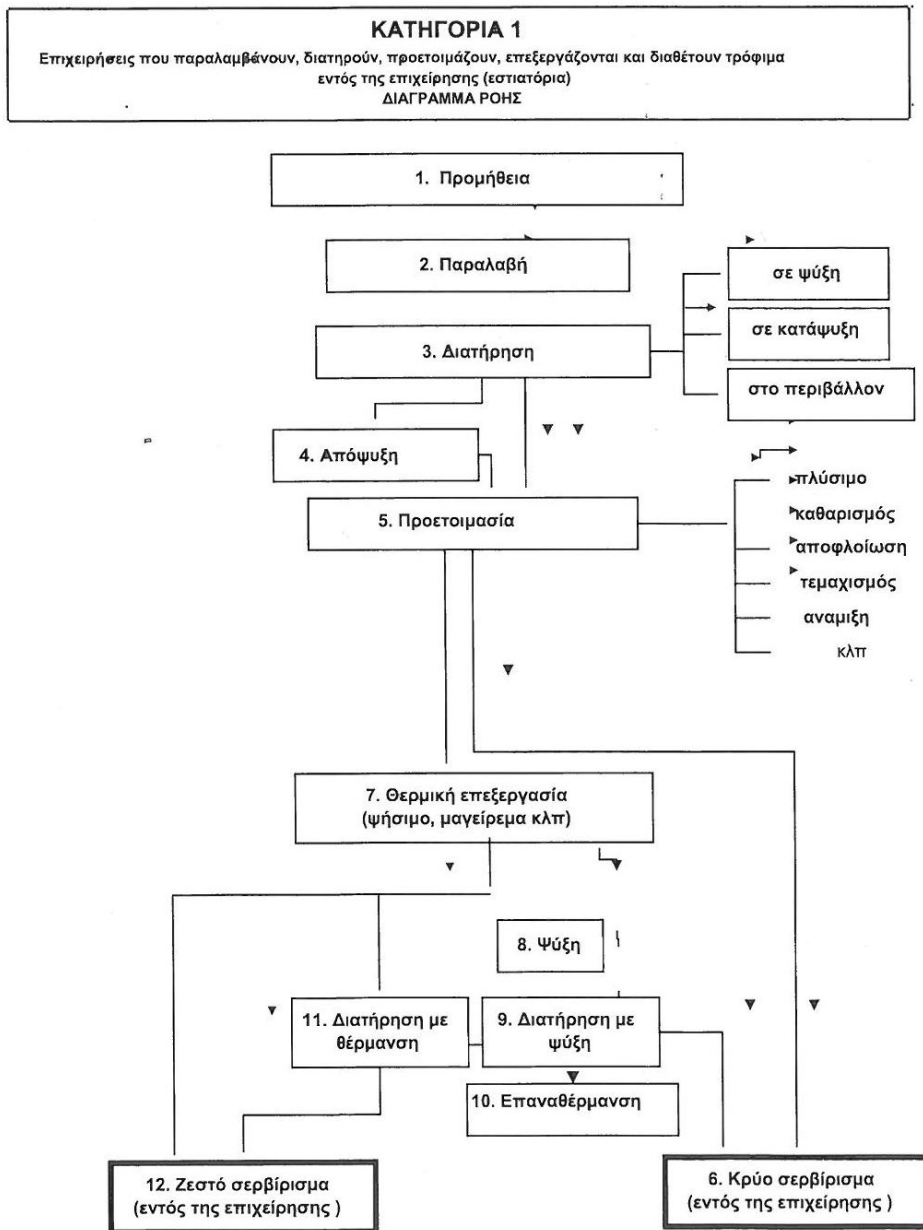 ΚΑΤΗΓΟΡΙΑ 1
Επιχειρήσεις που παραλαμβάνουν, διατηρούν, προετοιμάζουν, επεξεργάζονται και διαθέτουν τρόφιμα
εντός της επιχείρησης (εστιατόρια)
ΔΙΑΓΡΑΜΜΑ ΡΟΗΣ
1. Προμήθεια
2. Παραλαβή
σε ψύξη
σε κατάψυξη
3. Διατήρηση
στο περιβάλλον
4. Απόψυξη
πλύσιμο
5. Προετοιμασία
καθαρισμός
αποφλοίωση
τεμαχισμός
αναμιξη
κλπ
7. Θερμική επεξεργασία
(ψήσιμο, μαγείρεμα κλπ)
8. Ψύξη
11. Διατήρηση με
θέρμανση
9. Διατήρηση με
ψύξη
10. Επαναθέρμανση
12. Ζεστό σερβίρισμα
(εντός της επιχείρησης )
6. Κρύο σερβίρισμα
(εντός της επιχείρησης )